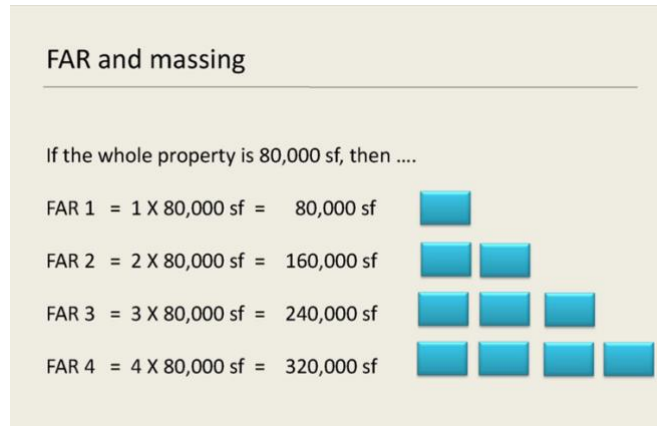 FAR and massing
If the whole property is 80,000 sf, then ....
FAR 1 = 1 X 80,000 sf = 80,000 sf
FAR 2 = 2 X 80,000 sf = 160,000 sf
FAR 3 = 3 X 80,000 sf = 240,000 sf
FAR 4 = 4 X 80,000 sf = 320,000 sf